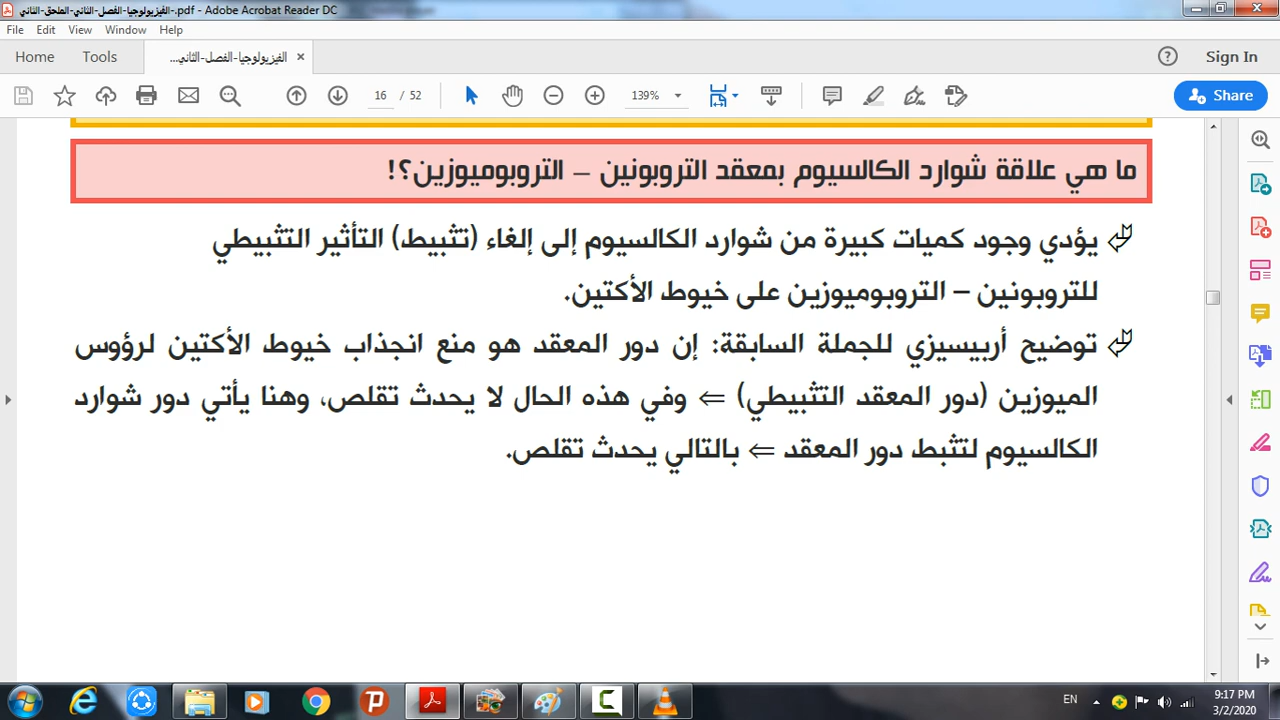 الفيزيولوجيا-الفصل-الثاني-الملحق-الثاني-.pdf - Adobe Acrobat Reader DC
File Edit View Window Help
Home Tools الفيزيولوجيا-الفصل-الثاني... × Sign In
16 / 52 139% Share
ما هي علاقة شوارد الكالسيوم بمعقد التروبونين – التروبوميوزين؟!
يؤدي وجود كميات كبيرة من شوارد الكالسيوم إلى إلغاء (تثبيط) التأثير التثبيطي
للتروبونين – التروبوميوزين على خيوط الأكتين.
توضيح أربيسيزي للجملة السابقة: إن دور المعقد هو منع انجذاب خيوط الأكتين لرؤوس
الميوزين (دور المعقد التثبيطي) ⇐ وفي هذه الحال لا يحدث تقلص، وهنا يأتي دور شوارد
الكالسيوم لتثبط دور المعقد ⇐ بالتالي يحدث تقلص.
EN 9:17 PM
3/2/2020